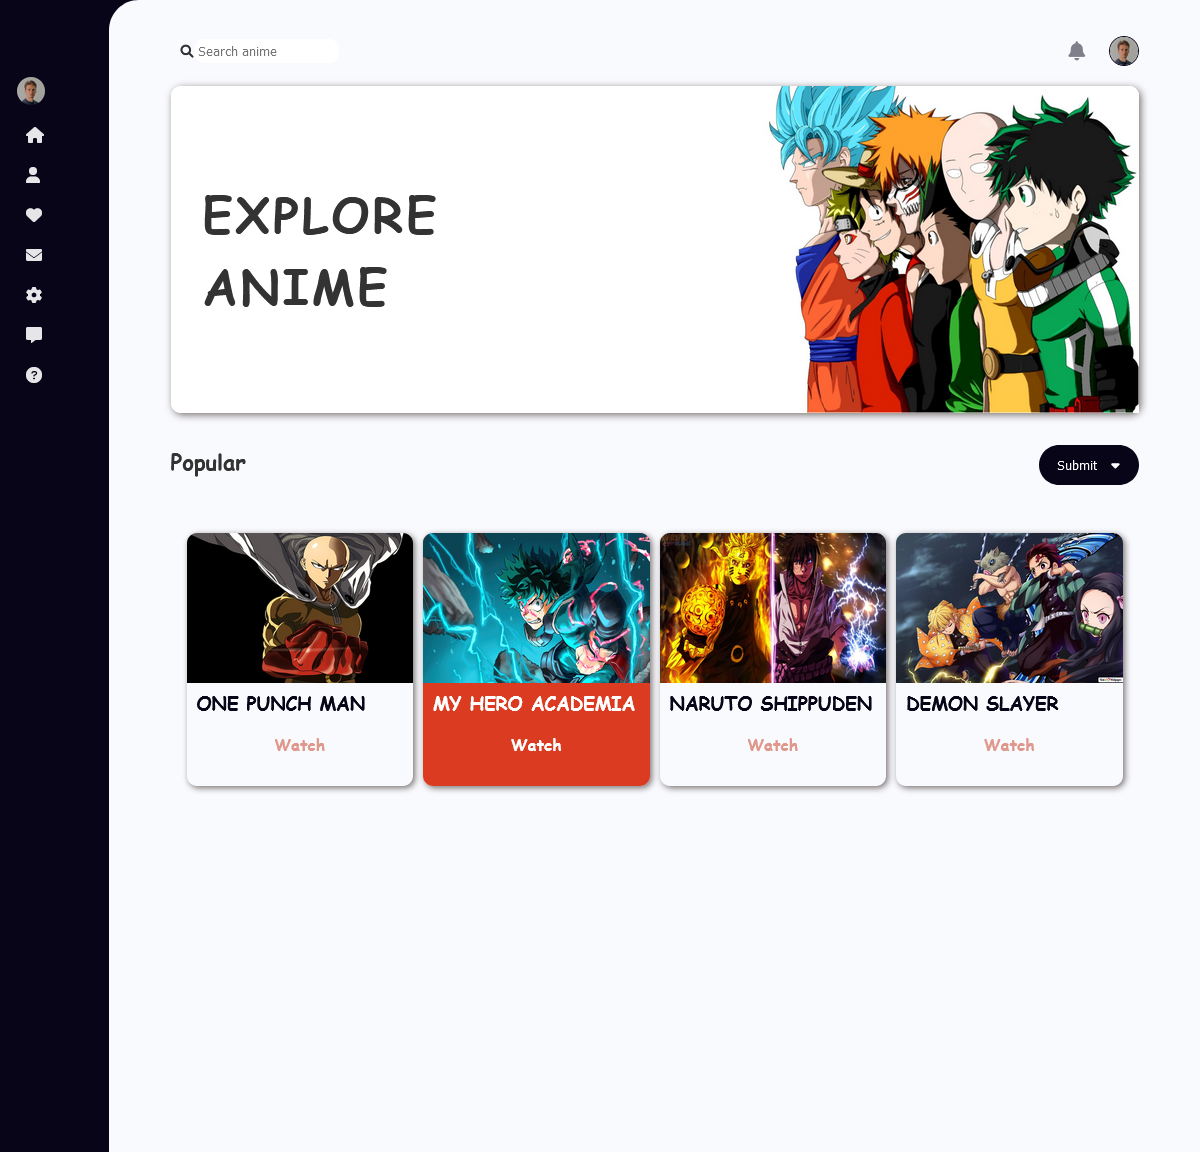 Search anime
EXPLORE
ANIME
Popular
Submit
ONE PUNCH MAN
Watch
MY HERO ACADEMIA
Watch
NARUTO SHIPPUDEN
Watch
DEMON SLAYER
Watch